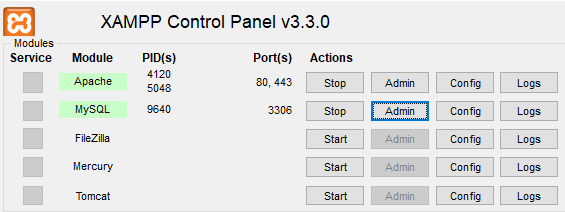 XAMPP Control Panel v3.3.0
Modules
Service Module PID(s) Port(s) Actions
Apache 4120 5048 80, 443 Stop Admin Config Logs
MySQL 9640 3306 Stop Admin Config Logs
FileZilla Start Admin Config Logs
Mercury Start Admin Config Logs
Tomcat Start Admin Config Logs